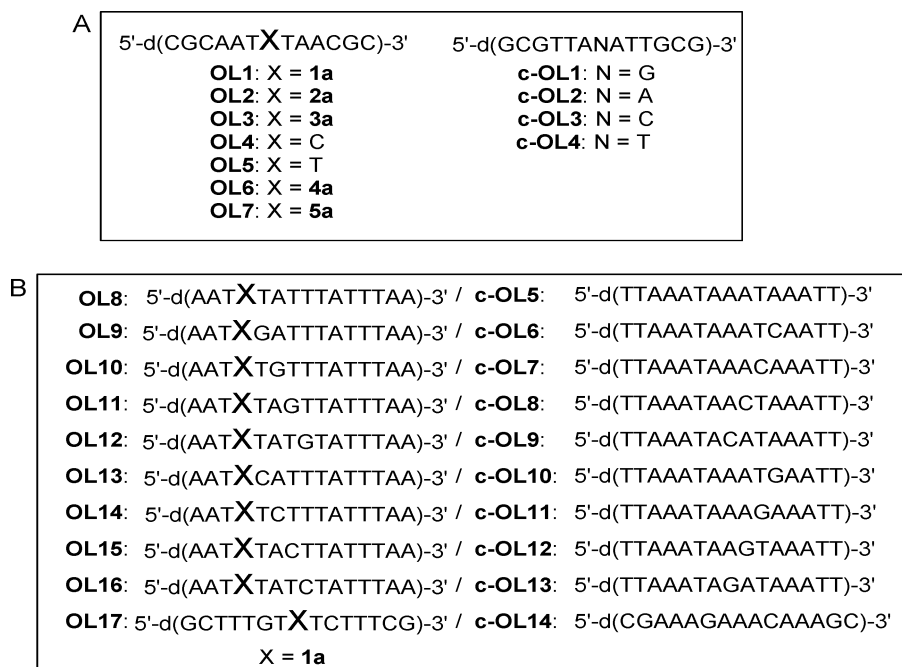 A
5'-d(CGCAATXTAACGC)-3' 5'-d(GCGTTANATTGCG)-3'
OL1: X = 1a c-OL1: N = G
OL2: X = 2a c-OL2: N = A
OL3: X = 3a c-OL3: N = C
OL4: X = C c-OL4: N = T
OL5: X = T
OL6: X = 4a
OL7: X = 5a
B
OL8: 5'-d(AATXTATTTATTTAA)-3' / c-OL5: 5'-d(TTAAATAAATAAATT)-3'
OL9: 5'-d(AATXGATTTATTTAA)-3' / c-OL6: 5'-d(TTAAATAAATCAATT)-3'
OL10: 5'-d(AATXTGTTTATTTAA)-3' / c-OL7: 5'-d(TTAAATAAACAAATT)-3'
OL11: 5'-d(AATXTAGTTATTTAA)-3' / c-OL8: 5'-d(TTAAATAACTAAATT)-3'
OL12: 5'-d(AATXTATGTATTTAA)-3' / c-OL9: 5'-d(TTAAATACATAAATT)-3'
OL13: 5'-d(AATXCATTTATTTAA)-3' / c-OL10: 5'-d(TTAAATAAATGAATT)-3'
OL14: 5'-d(AATXTCTTTATTTAA)-3' / c-OL11: 5'-d(TTAAATAAAGAAATT)-3'
OL15: 5'-d(AATXTACTTATTTAA)-3' / c-OL12: 5'-d(TTAAATAAGTAAATT)-3'
OL16: 5'-d(AATXTATCTATTTAA)-3' / c-OL13: 5'-d(TTAAATAGATAAATT)-3'
OL17: 5'-d(GCTTTGTXTCTTTCG)-3' / c-OL14: 5'-d(CGAAAGAAACAAAGC)-3'
X = 1a